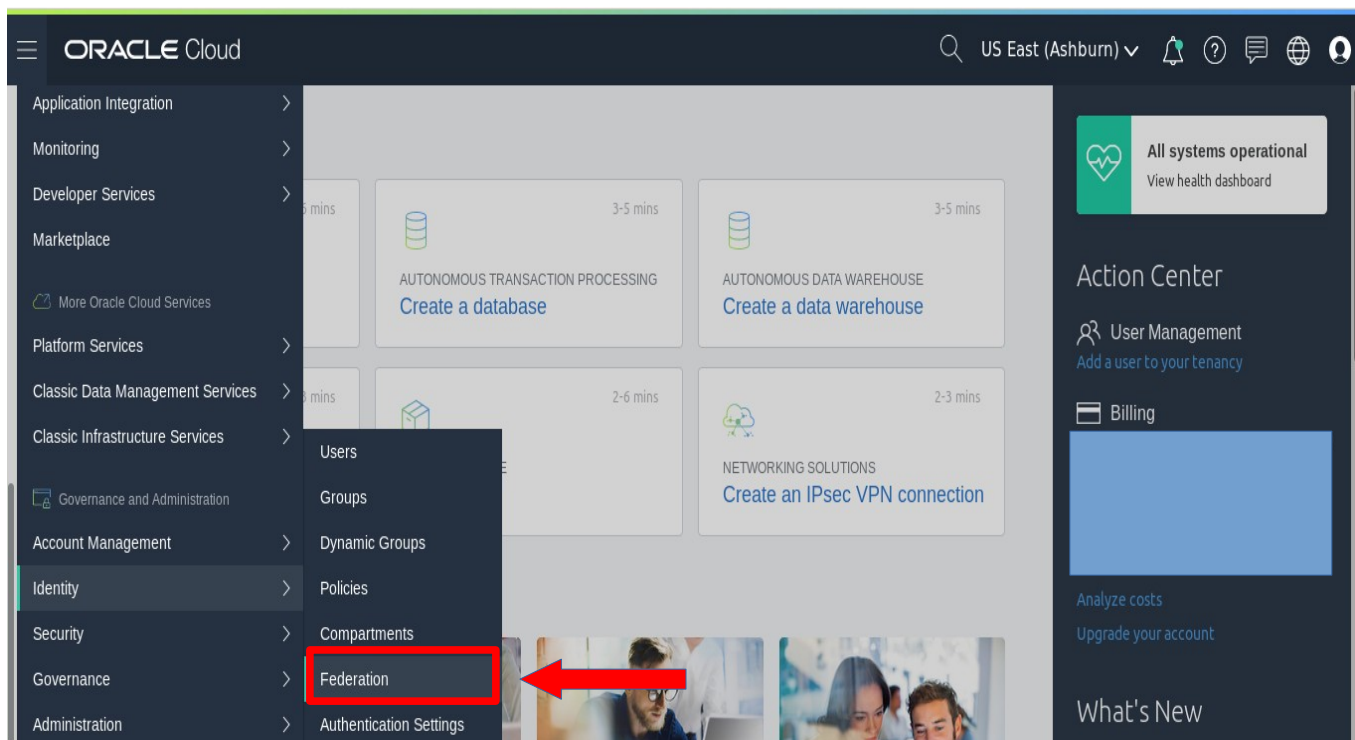 ORACLE Cloud
US East (Ashburn)
Application Integration
Monitoring
Developer Services
Marketplace
More Oracle Cloud Services
Platform Services
Classic Data Management Services
Classic Infrastructure Services
Governance and Administration
Account Management
Identity
Security
Governance
Administration
Users
Groups
Dynamic Groups
Policies
Compartments
Federation
Authentication Settings
mins
3-5 mins
AUTONOMOUS TRANSACTION PROCESSING
Create a database
3-5 mins
AUTONOMOUS DATA WAREHOUSE
Create a data warehouse
mins
2-6 mins
E
2-3 mins
NETWORKING SOLUTIONS
Create an IPsec VPN connection
All systems operational
View health dashboard
Action Center
User Management
Add a user to your tenancy
Billing
Analyze costs
Upgrade your account
What's New